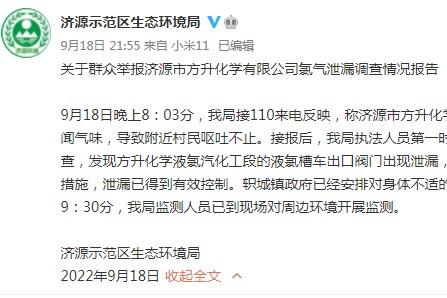 济源示范区生态环境局
9月18日 21:55 来自 小米11 已编辑
关于群众举报济源市方升化学有限公司氯气泄漏调查情况报告
9月18日晚上8：03分，我局接110来电反映，称济源市方升化学
闻气味，导致附近村民呕吐不止。接报后，我局执法人员第一时
查，发现方升化学液氯汽化工段的液氯槽车出口阀门出现泄漏，
措施，泄漏已得到有效控制。轵城镇政府已经安排对身体不适的
9：30分，我局监测人员已到现场对周边环境开展监测。
济源示范区生态环境局
2022年9月18日 收起全文